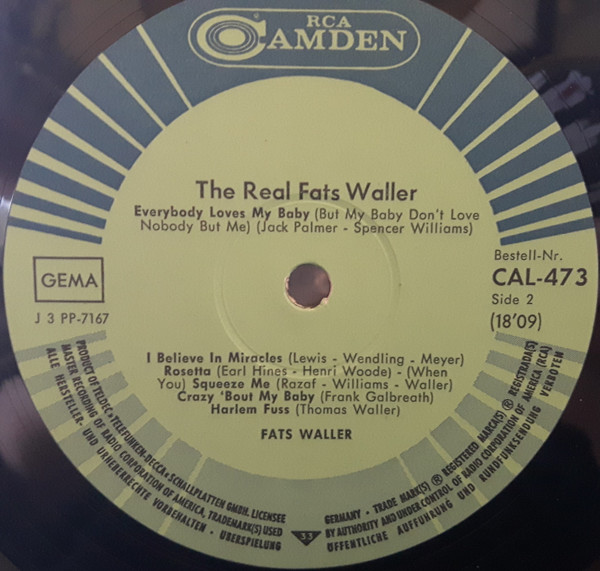 RCA
CAMDEN
The Real Fats Waller
Everybody Loves My Baby (But My Baby Don't Love
Nobody But Me) (Jack Palmer - Spencer Williams)
GEMA
J 3 PP-7167
Bestell-Nr.
CAL-473
Side 2
(18'09)
I Believe In Miracles (Lewis - Wendling - Meyer)
Rosetta (Earl Hines - Henri Woode) - (When
You) Squeeze Me (Razaf - Williams - Waller)
Crazy 'Bout My Baby (Frank Galbreath)
Harlem Fuss (Thomas Waller)
FATS WALLER
PRODUCT OF TELDEC »TELEFUNKEN-DECCA« SCHALLPLATTEN GMBH. LICENSEE
MASTER RECORDING OF RADIO CORPORATION OF AMERICA, TRADEMARK(S) USED
ALLE HERSTELLER- UND URHEBERRECHTE VORBEHALTEN · ÜBERSPIELUNG
33
GERMANY · TRADE MARK(S) ® REGISTERED MARCA(S) ® REGISTRADA(S)
BY AUTHORITY AND UNDER CONTROL OF RADIO CORPORATION OF AMERICA (RCA)
ÖFFENTLICHE AUFFÜHRUNG UND RUNDFUNKSENDUNG VERBOTEN